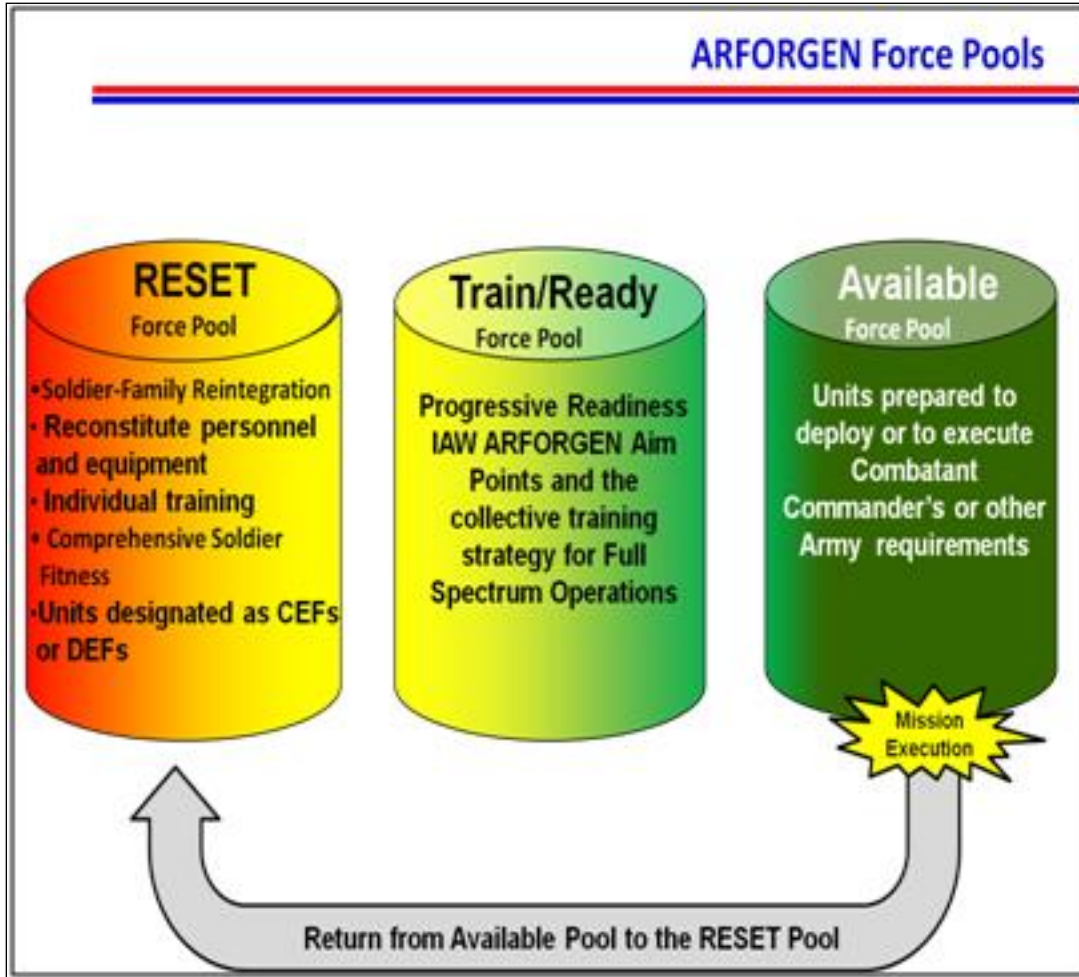 ARFORGEN Force Pools
RESET
Force Pool
•Soldier-Family Reintegration
· Reconstitute personnel
and equipment
· Individual training
• Comprehensive Soldier
Fitness
·Units designated as CEFs
or DEFs
Train/Ready
Force Pool
Progressive Readiness
IAW ARFORGEN Aim
Points and the
collective training
strategy for Full
Spectrum Operations
Available
Force Pool
Units prepared to
deploy or to execute
Combatant
Commander's or other
Army requirements
Mission
Execution
Return from Available Pool to the RESET Pool